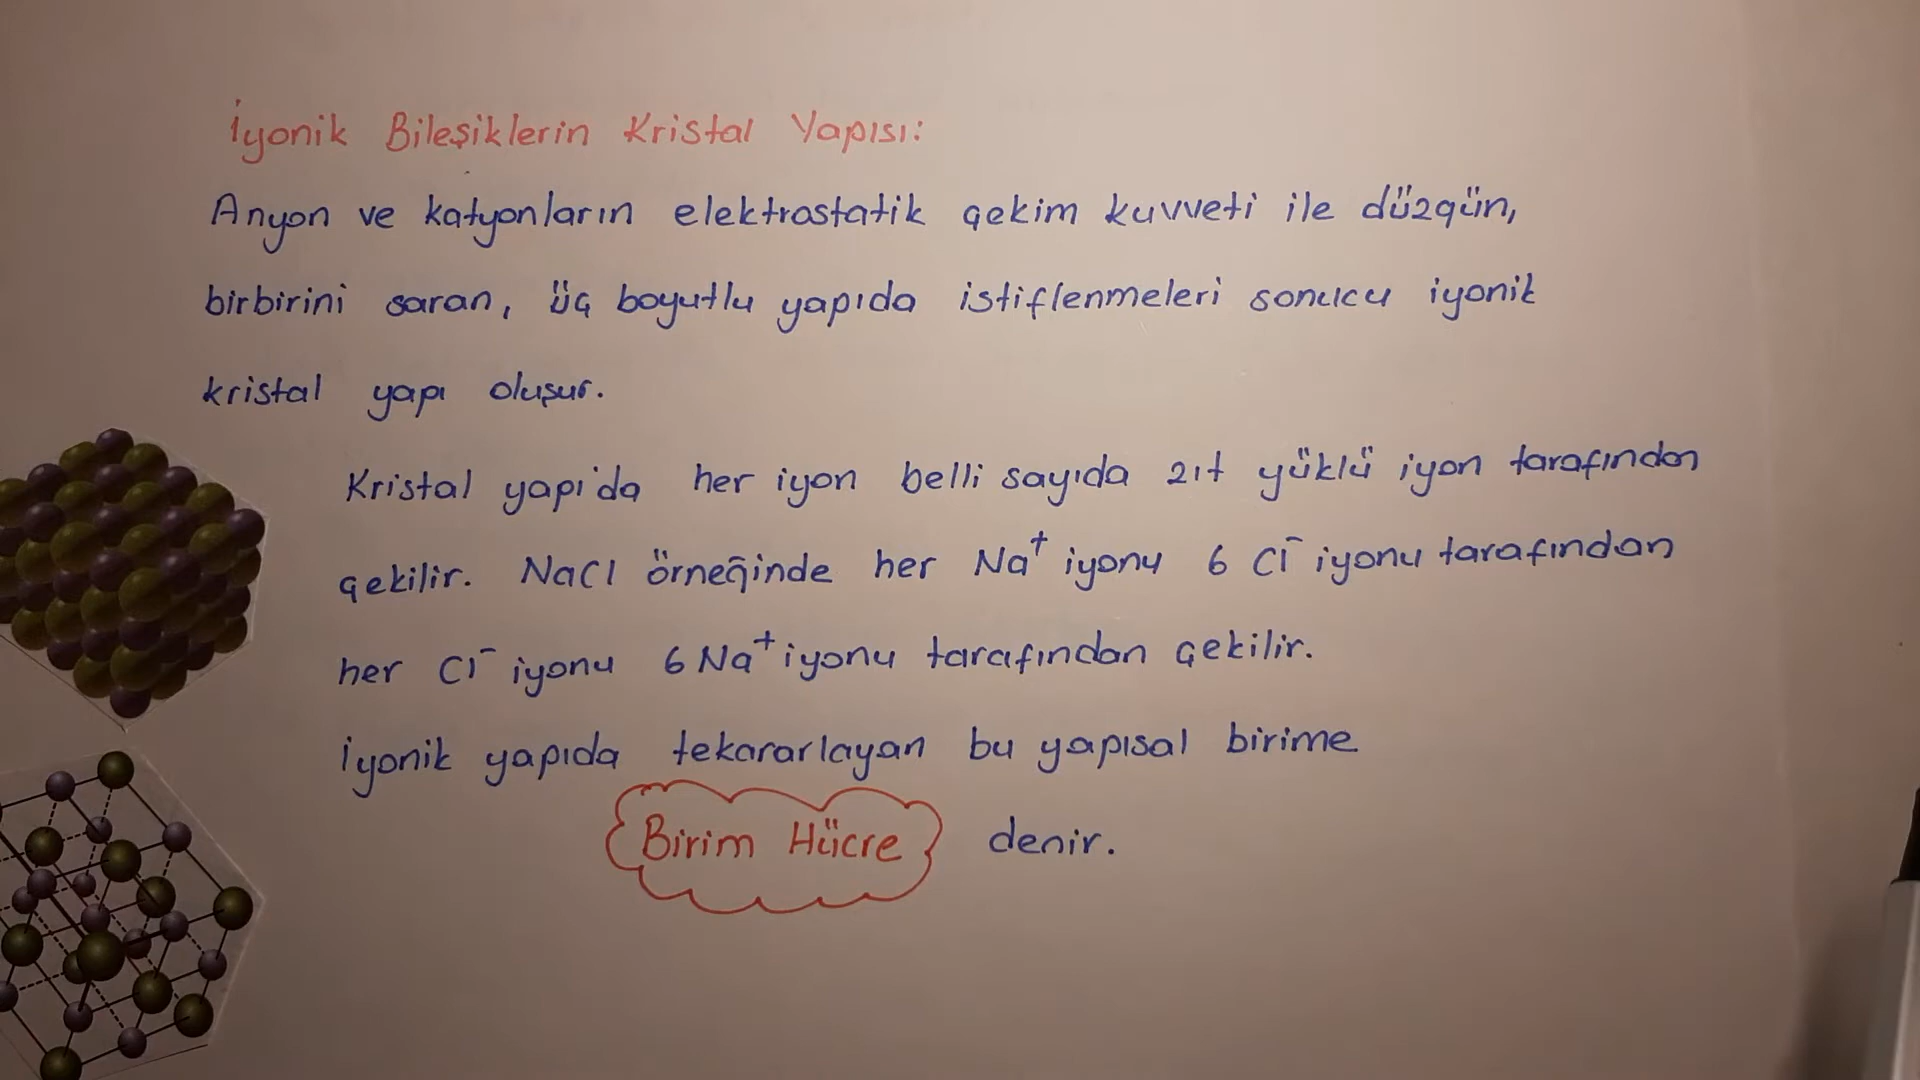 İyonik Bileşiklerin Kristal Yapısı:
Anyon ve katyonların elektrostatik çekim kuvveti ile düzgün,
birbirini saran, üç boyutlu yapıda istiflenmeleri sonucu iyonik
kristal yapı oluşur.
Kristal yapı'da her iyon belli sayıda zıt yüklü iyon tarafından
çekilir. NaCl örneğinde her Na⁺ iyonu 6 Cl⁻ iyonu tarafından
her Cl⁻ iyonu 6 Na⁺ iyonu tarafından çekilir.
İyonik yapıda tekararlayan bu yapısal birime
Birim Hücre denir.